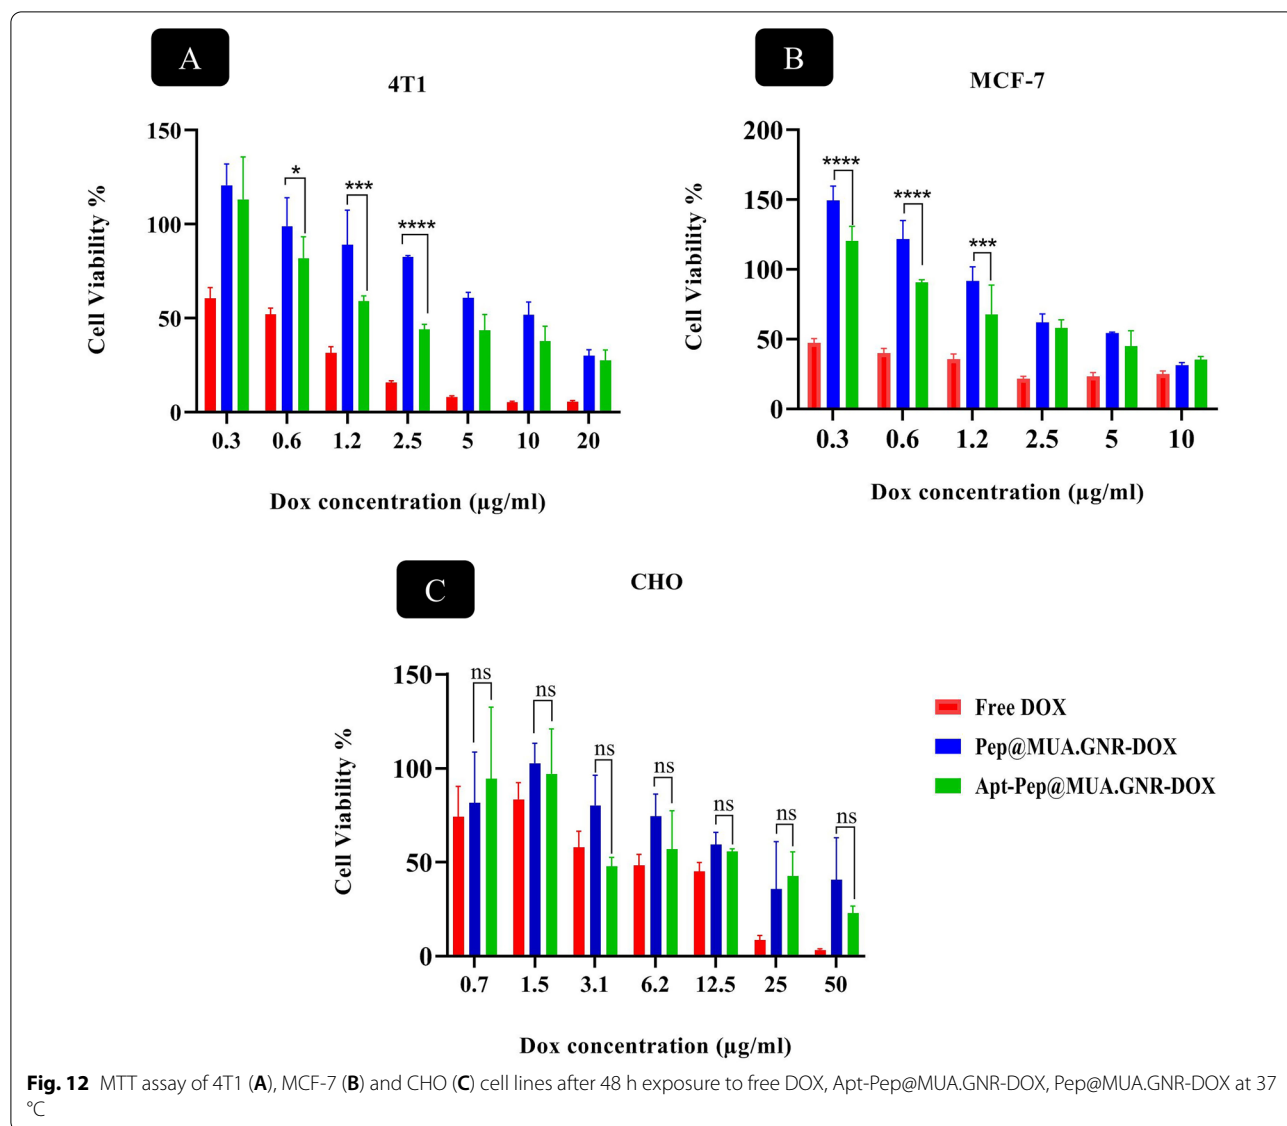 A
4T1
Cell Viability %
150
100
50
0
*
***
****
0.3 0.6 1.2 2.5 5 10 20
Dox concentration (µg/ml)
B
MCF-7
Cell Viability %
200
150
100
50
0
****
****
***
0.3 0.6 1.2 2.5 5 10
Dox concentration (µg/ml)
C
CHO
Cell Viability %
150
100
50
0
ns ns ns ns ns ns ns
0.7 1.5 3.1 6.2 12.5 25 50
Dox concentration (µg/ml)
Free DOX
Pep@MUA.GNR-DOX
Apt-Pep@MUA.GNR-DOX
Fig. 12 MTT assay of 4T1 (A), MCF-7 (B) and CHO (C) cell lines after 48 h exposure to free DOX, Apt-Pep@MUA.GNR-DOX, Pep@MUA.GNR-DOX at 37
°C